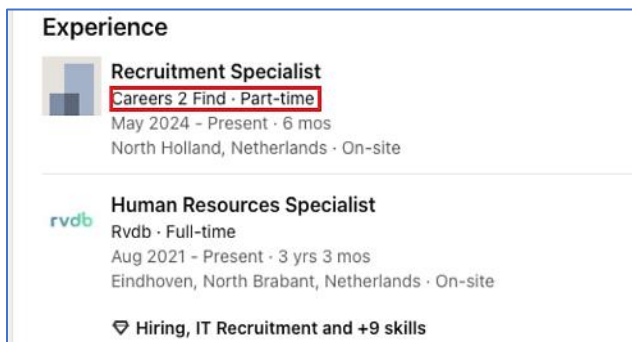 Experience
Recruitment Specialist
Careers 2 Find · Part-time
May 2024 - Present · 6 mos
North Holland, Netherlands · On-site
rvdb
Human Resources Specialist
Rvdb · Full-time
Aug 2021 - Present · 3 yrs 3 mos
Eindhoven, North Brabant, Netherlands · On-site
Hiring, IT Recruitment and +9 skills